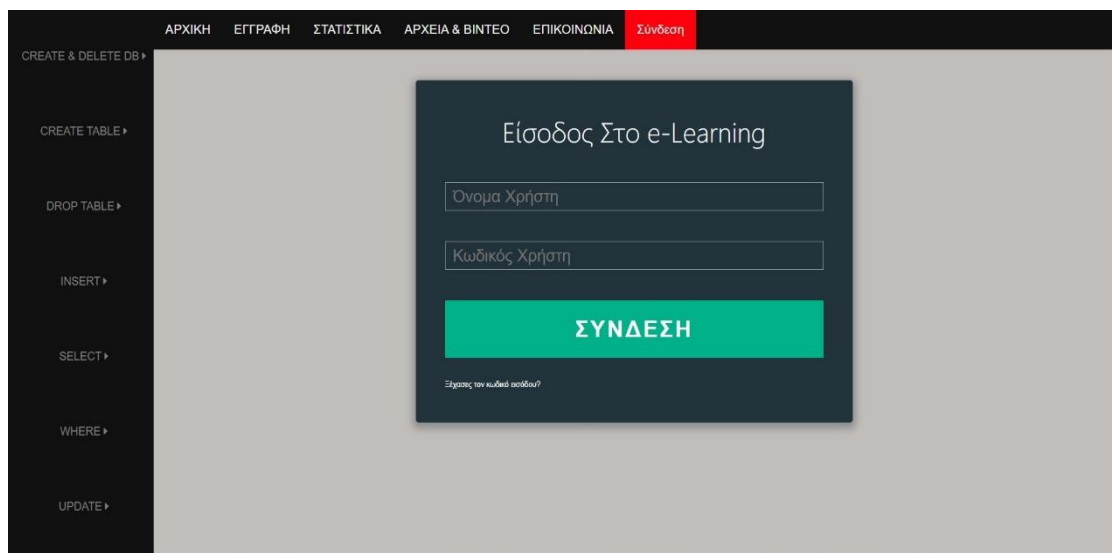 ΑΡΧΙΚΗ ΕΓΓΡΑΦΗ ΣΤΑΤΙΣΤΙΚΑ ΑΡΧΕΙΑ & ΒΙΝΤΕΟ ΕΠΙΚΟΙΝΩΝΙΑ Σύνδεση
CREATE & DELETE DB
CREATE TABLE
DROP TABLE
INSERT
SELECT
WHERE
UPDATE
Είσοδος Στο e-Learning
Όνομα Χρήστη
Κωδικός Χρήστη
ΣΥΝΔΕΣΗ
Ξέχασες τον κωδικό εισόδου?